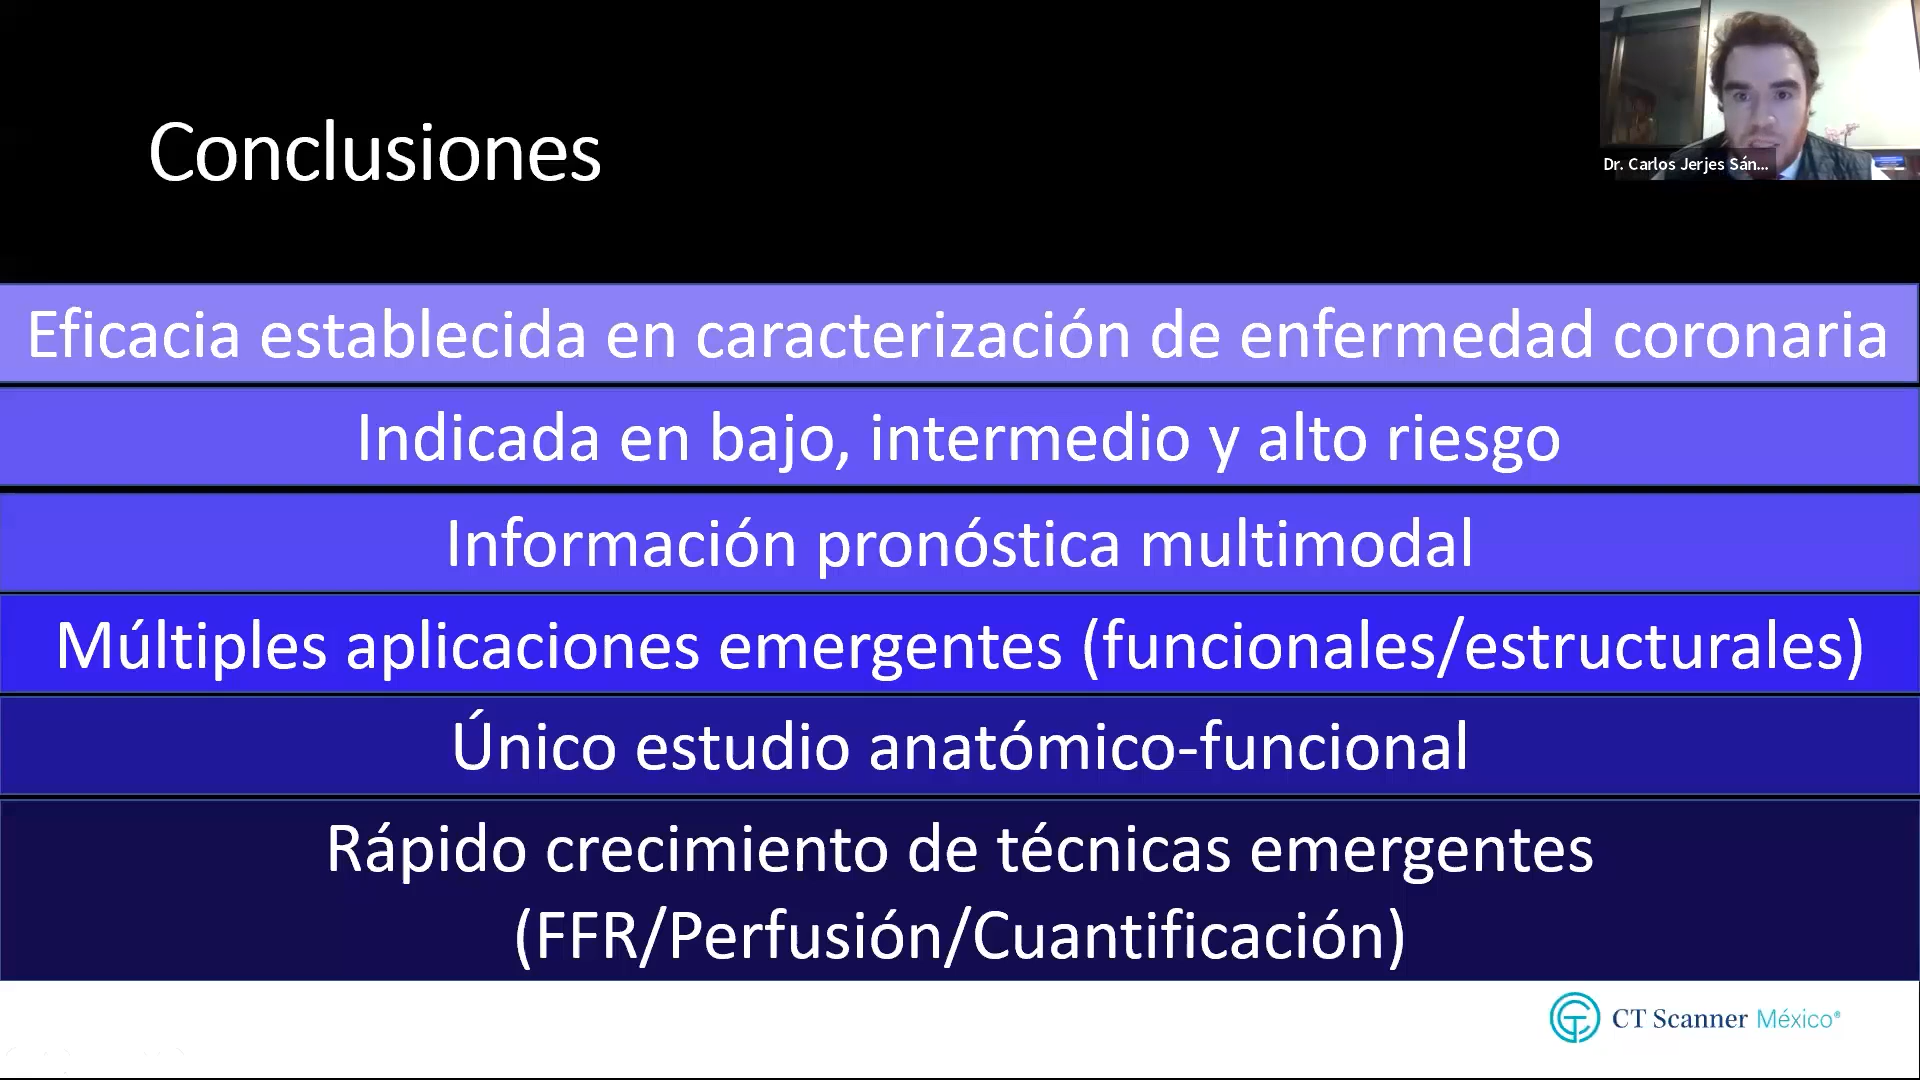 Conclusiones
Dr. Carlos Jerjes Sán...
Eficacia establecida en caracterización de enfermedad coronaria
Indicada en bajo, intermedio y alto riesgo
Información pronóstica multimodal
Múltiples aplicaciones emergentes (funcionales/estructurales)
Único estudio anatómico-funcional
Rápido crecimiento de técnicas emergentes
(FFR/Perfusión/Cuantificación)
CT Scanner México®